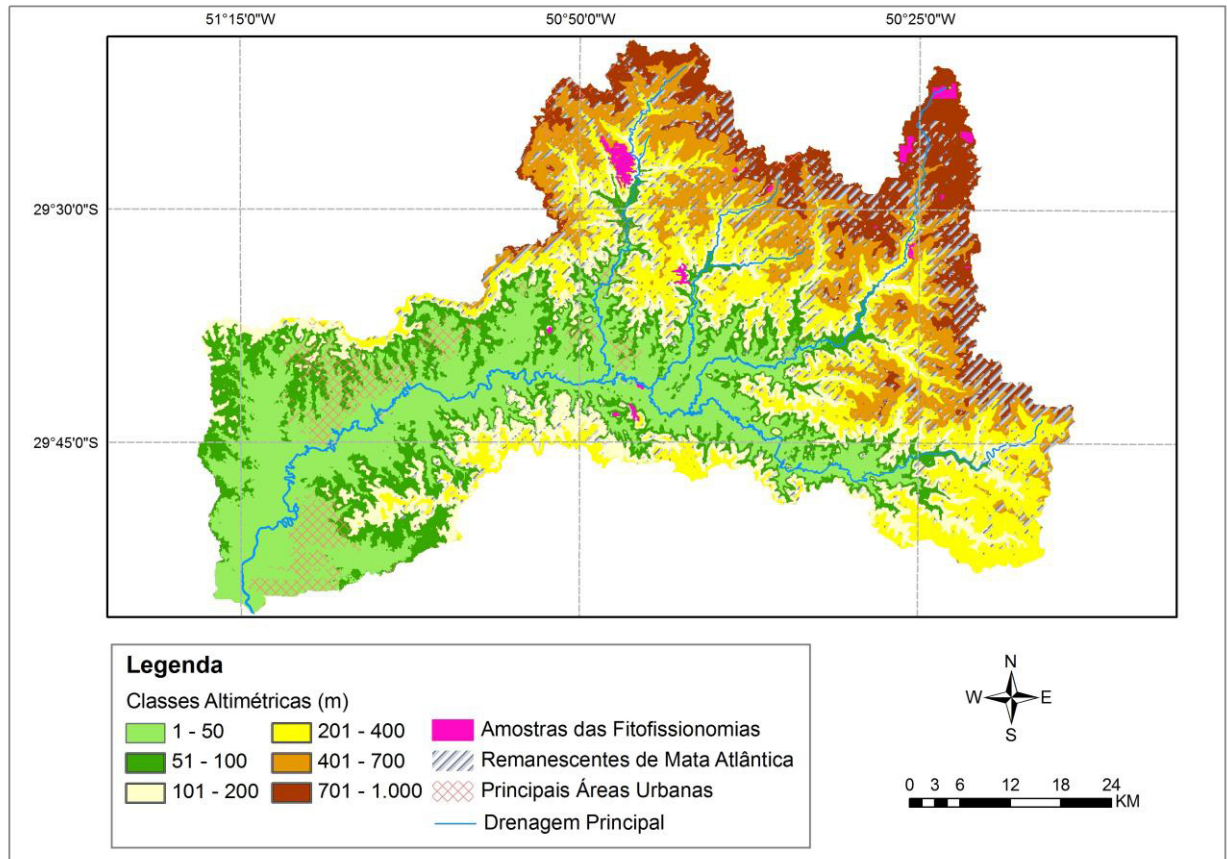 51°15'0"W 50°50'0"W 50°25'0"W
29°30'0"S
29°45'0"S
Legenda
Classes Altimétricas (m)
1 - 50
51 - 100
101 - 200
201 - 400
401 - 700
701 - 1.000
Amostras das Fitofissionomias
Remanescentes de Mata Atlântica
Principais Áreas Urbanas
Drenagem Principal
N
W E
S
0 3 6 12 18 24
KM